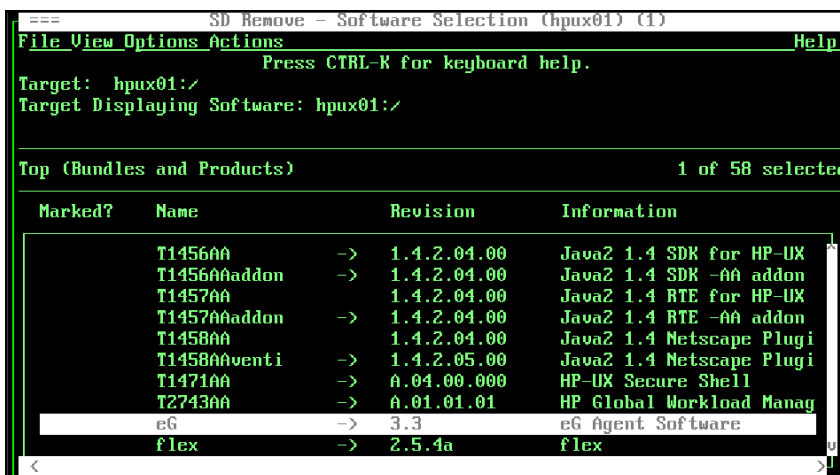 === SD Remove - Software Selection (hpux01) (1)
File View Options Actions Help
Press CTRL-K for keyboard help.
Target: hpux01:/
Target Displaying Software: hpux01:/
Top (Bundles and Products) 1 of 58 selected
Marked? Name Revision Information
T1456AA -> 1.4.2.04.00 Java2 1.4 SDK for HP-UX
T1456AAaddon -> 1.4.2.04.00 Java2 1.4 SDK -AA addon
T1457AA 1.4.2.04.00 Java2 1.4 RTE for HP-UX
T1457AAaddon -> 1.4.2.04.00 Java2 1.4 RTE -AA addon
T1458AA 1.4.2.04.00 Java2 1.4 Netscape Plugi
T1458AAventi -> 1.4.2.05.00 Java2 1.4 Netscape Plugi
T1471AA -> A.04.00.000 HP-UX Secure Shell
T2743AA -> A.01.01.01 HP Global Workload Manag
eG -> 3.3 eG Agent Software
flex -> 2.5.4a flex